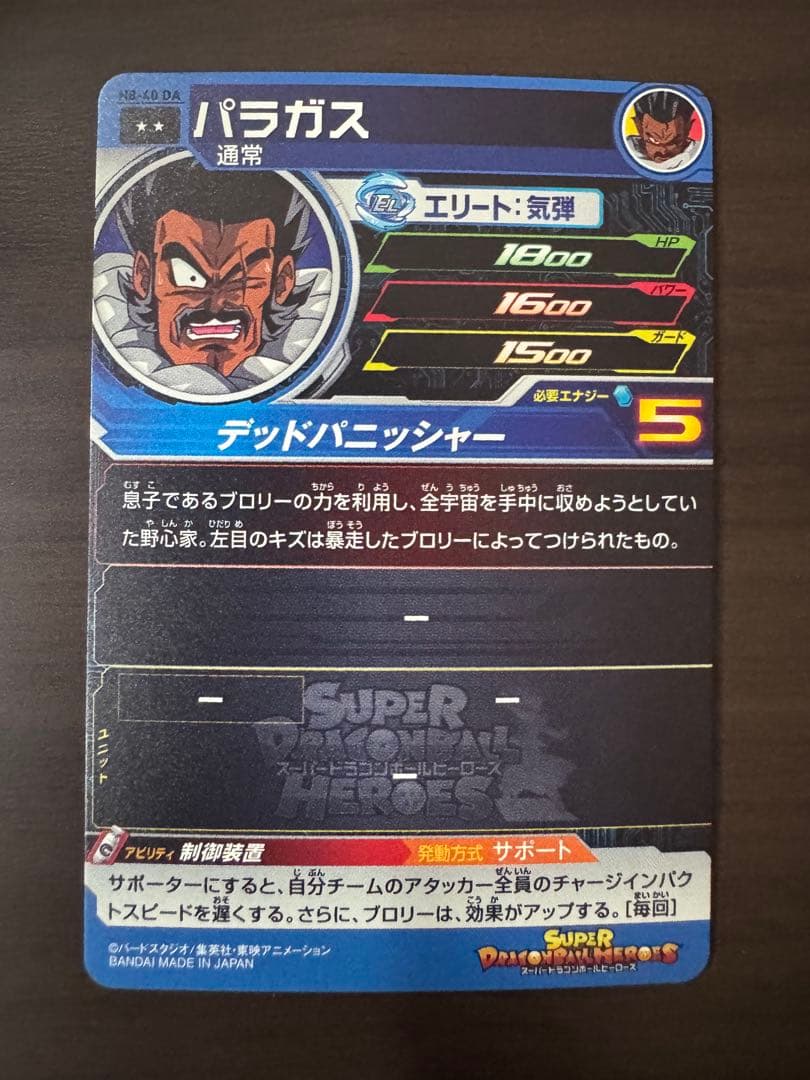 H8-40 DA
★★
パラガス
通常
エリート：気弾
HP
1800
パワー
1600
ガード
1500
必要エナジー
5
デッドパニッシャー
息子であるブロリーの力を利用し、全宇宙を手中に収めようとしてい
た野心家。左目のキズは暴走したブロリーによってつけられたもの。
ー
ー
ー
SUPER
DRAGONBALL
スーパードラゴンボールヒーローズ
ー
HEROES
ユニット
アビリティ 制御装置
発動方式 サポート
サポーターにすると、自分チームのアタッカー全員のチャージインパク
トスピードを遅くする。さらに、ブロリーは、効果がアップする。[毎回]
©バードスタジオ/集英社・東映アニメーション
BANDAI MADE IN JAPAN
SUPER
DRAGONBALL HEROES
スーパードラゴンボールヒーローズ